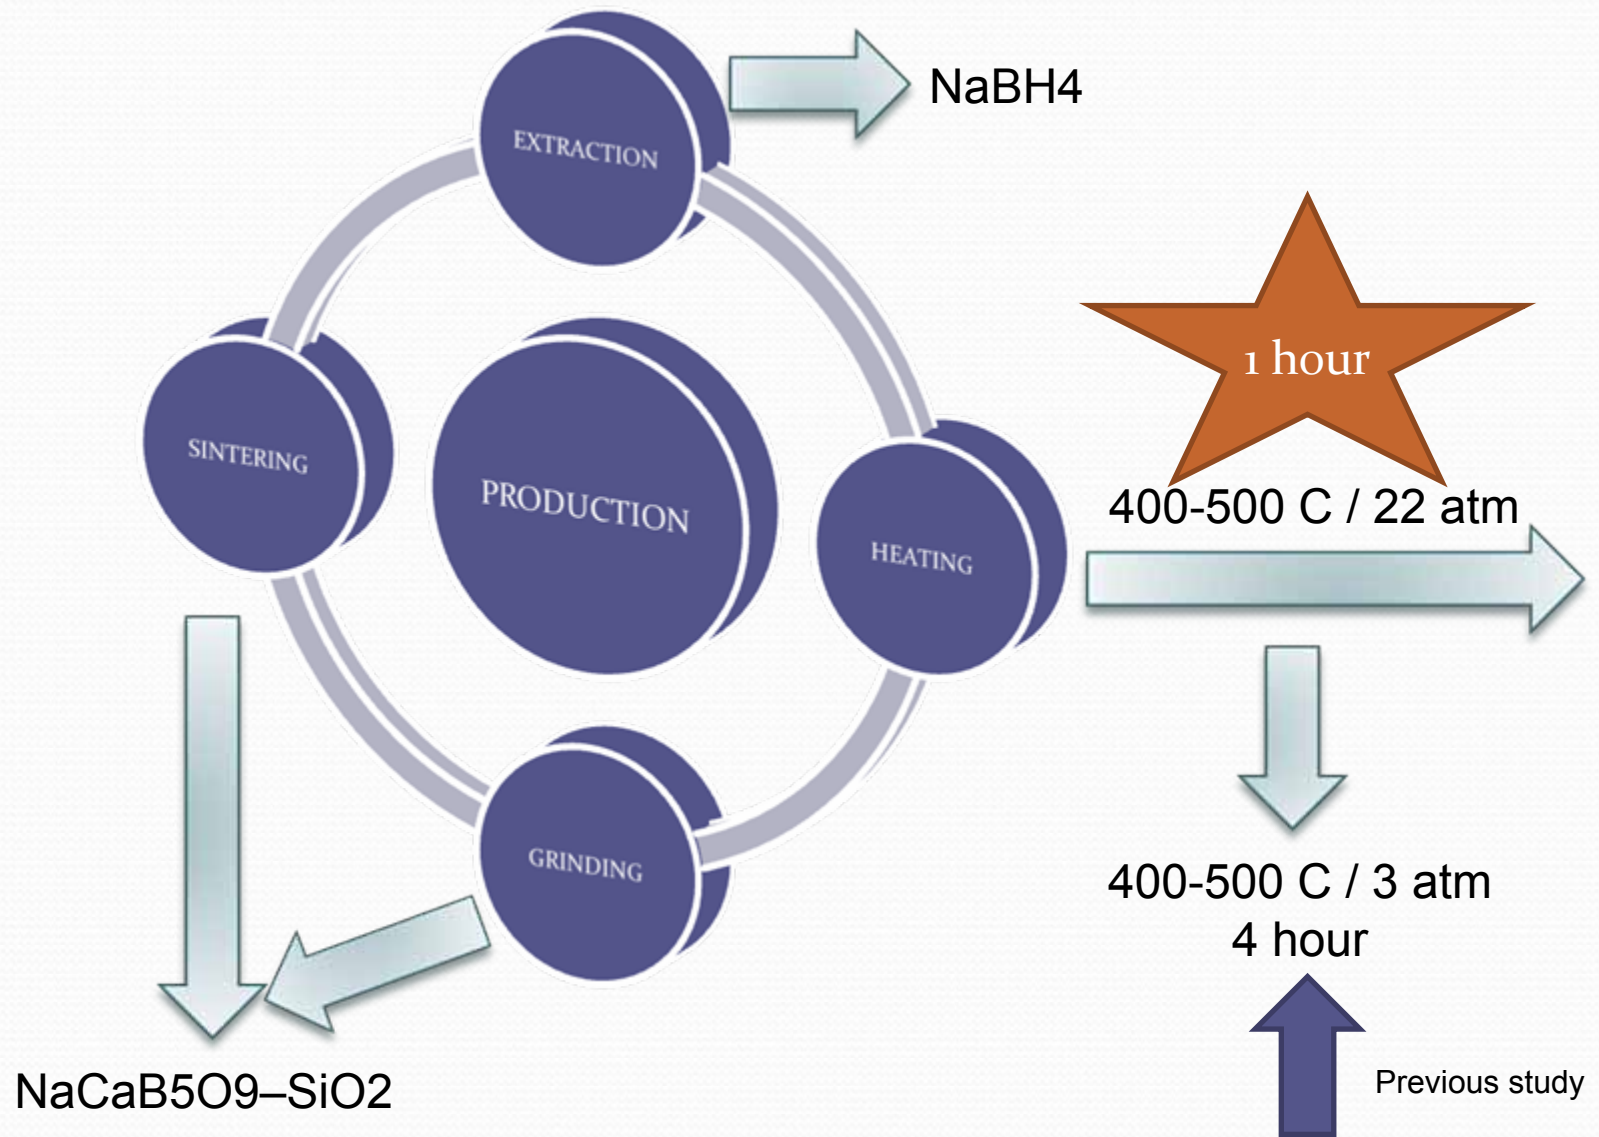 NaBH4
EXTRACTION
1 hour
SINTERING
PRODUCTION
400-500 C / 22 atm
HEATING
GRINDING
400-500 C / 3 atm
4 hour
NaCaB5O9–SiO2
Previous study